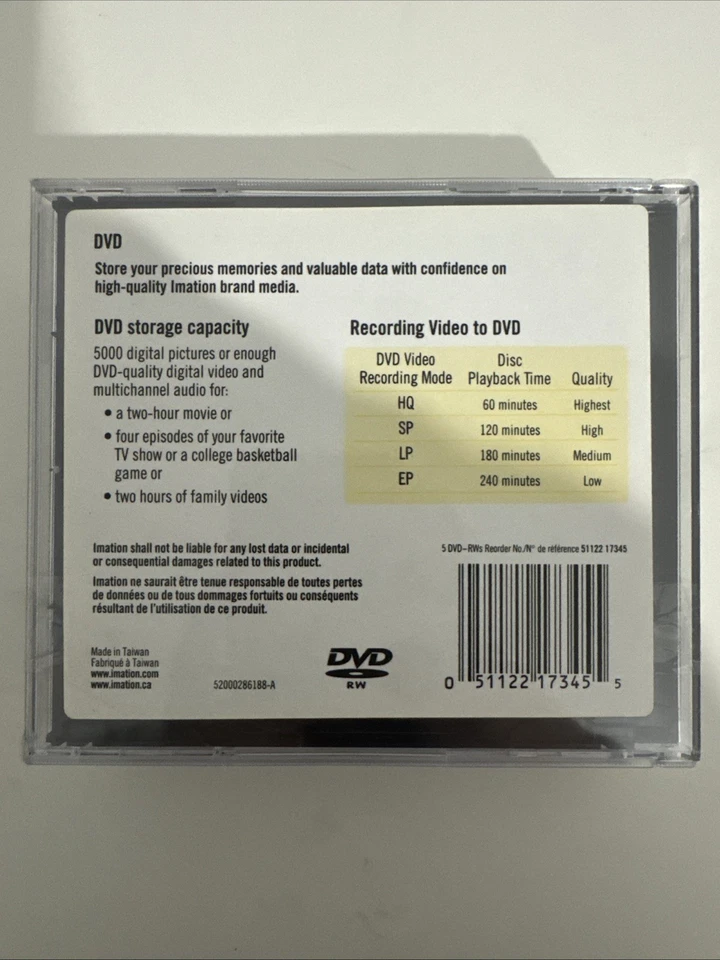 DVD
Store your precious memories and valuable data with confidence on
high-quality Imation brand media.
DVD storage capacity
5000 digital pictures or enough
DVD-quality digital video and
multichannel audio for:
• a two-hour movie or
• four episodes of your favorite
TV show or a college basketball
game or
• two hours of family videos
Recording Video to DVD
DVD Video Recording Mode Disc Playback Time Quality
HQ 60 minutes Highest
SP 120 minutes High
LP 180 minutes Medium
EP 240 minutes Low
Imation shall not be liable for any lost data or incidental
or consequential damages related to this product.
Imation ne saurait être tenue responsable de toutes pertes
de données ou de tous dommages fortuits ou conséquents
résultant de l'utilisation de ce produit.
5 DVD-RWs Reorder No./N° de référence 51122 17345
Made in Taiwan
Fabriqué à Taiwan
www.imation.com
www.imation.ca
52000286188-A
DVD
RW
0 51122 17345 5